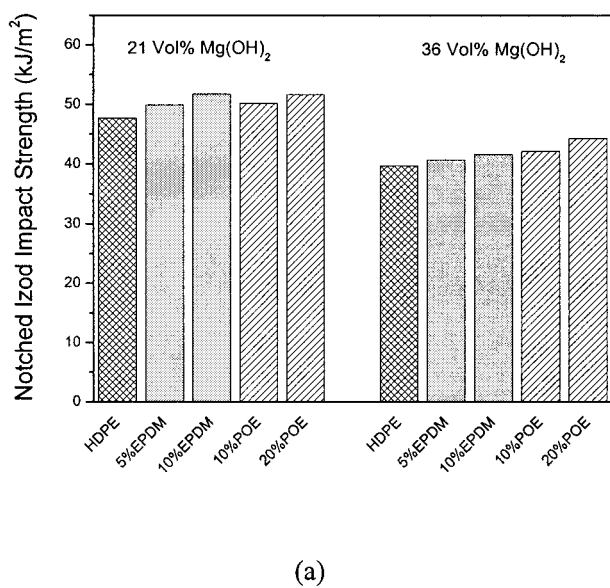 Notched Izod Impact Strength (kJ/m²)
60
50
40
30
20
10
0
21 Vol% Mg(OH)₂
36 Vol% Mg(OH)₂
HDPE
5%EPDM
10%EPDM
10%POE
20%POE
HDPE
5%EPDM
10%EPDM
10%POE
20%POE
(a)